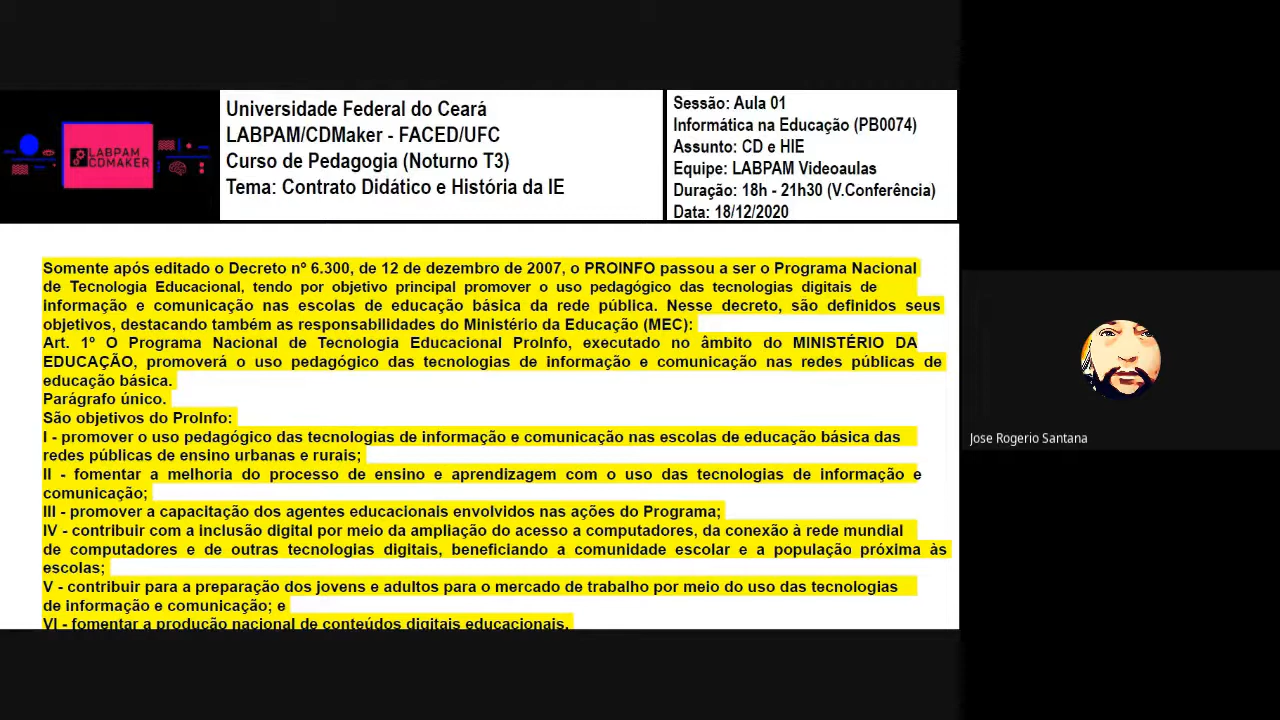 LABPAM
CDMAKER
Universidade Federal do Ceará
LABPAM/CDMaker - FACED/UFC
Curso de Pedagogia (Noturno T3)
Tema: Contrato Didático e História da IE
Sessão: Aula 01
Informática na Educação (PB0074)
Assunto: CD e HIE
Equipe: LABPAM Videoaulas
Duração: 18h - 21h30 (V.Conferência)
Data: 18/12/2020
Somente após editado o Decreto nº 6.300, de 12 de dezembro de 2007, o PROINFO passou a ser o Programa Nacional
de Tecnologia Educacional, tendo por objetivo principal promover o uso pedagógico das tecnologias digitais de
informação e comunicação nas escolas de educação básica da rede pública. Nesse decreto, são definidos seus
objetivos, destacando também as responsabilidades do Ministério da Educação (MEC):
Art. 1º O Programa Nacional de Tecnologia Educacional ProInfo, executado no âmbito do MINISTÉRIO DA
EDUCAÇÃO, promoverá o uso pedagógico das tecnologias de informação e comunicação nas redes públicas de
educação básica.
Parágrafo único.
São objetivos do ProInfo:
I - promover o uso pedagógico das tecnologias de informação e comunicação nas escolas de educação básica das
redes públicas de ensino urbanas e rurais;
II - fomentar a melhoria do processo de ensino e aprendizagem com o uso das tecnologias de informação e
comunicação;
III - promover a capacitação dos agentes educacionais envolvidos nas ações do Programa;
IV - contribuir com a inclusão digital por meio da ampliação do acesso a computadores, da conexão à rede mundial
de computadores e de outras tecnologias digitais, beneficiando a comunidade escolar e a população próxima às
escolas;
V - contribuir para a preparação dos jovens e adultos para o mercado de trabalho por meio do uso das tecnologias
de informação e comunicação; e
VI - fomentar a produção nacional de conteúdos digitais educacionais.
Jose Rogerio Santana